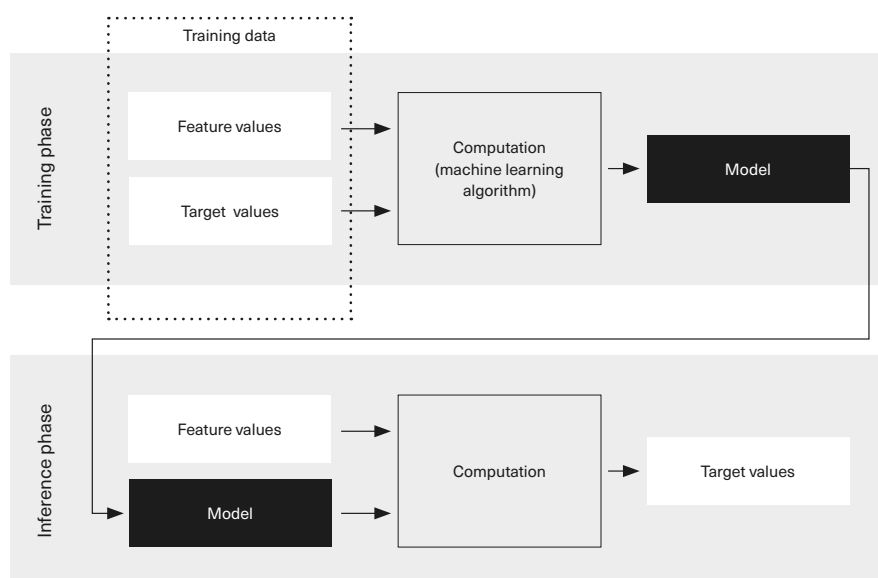 Training data
Training phase
Feature values
Target values
Computation
(machine learning
algorithm)
Model
Inference phase
Feature values
Model
Computation
Target values